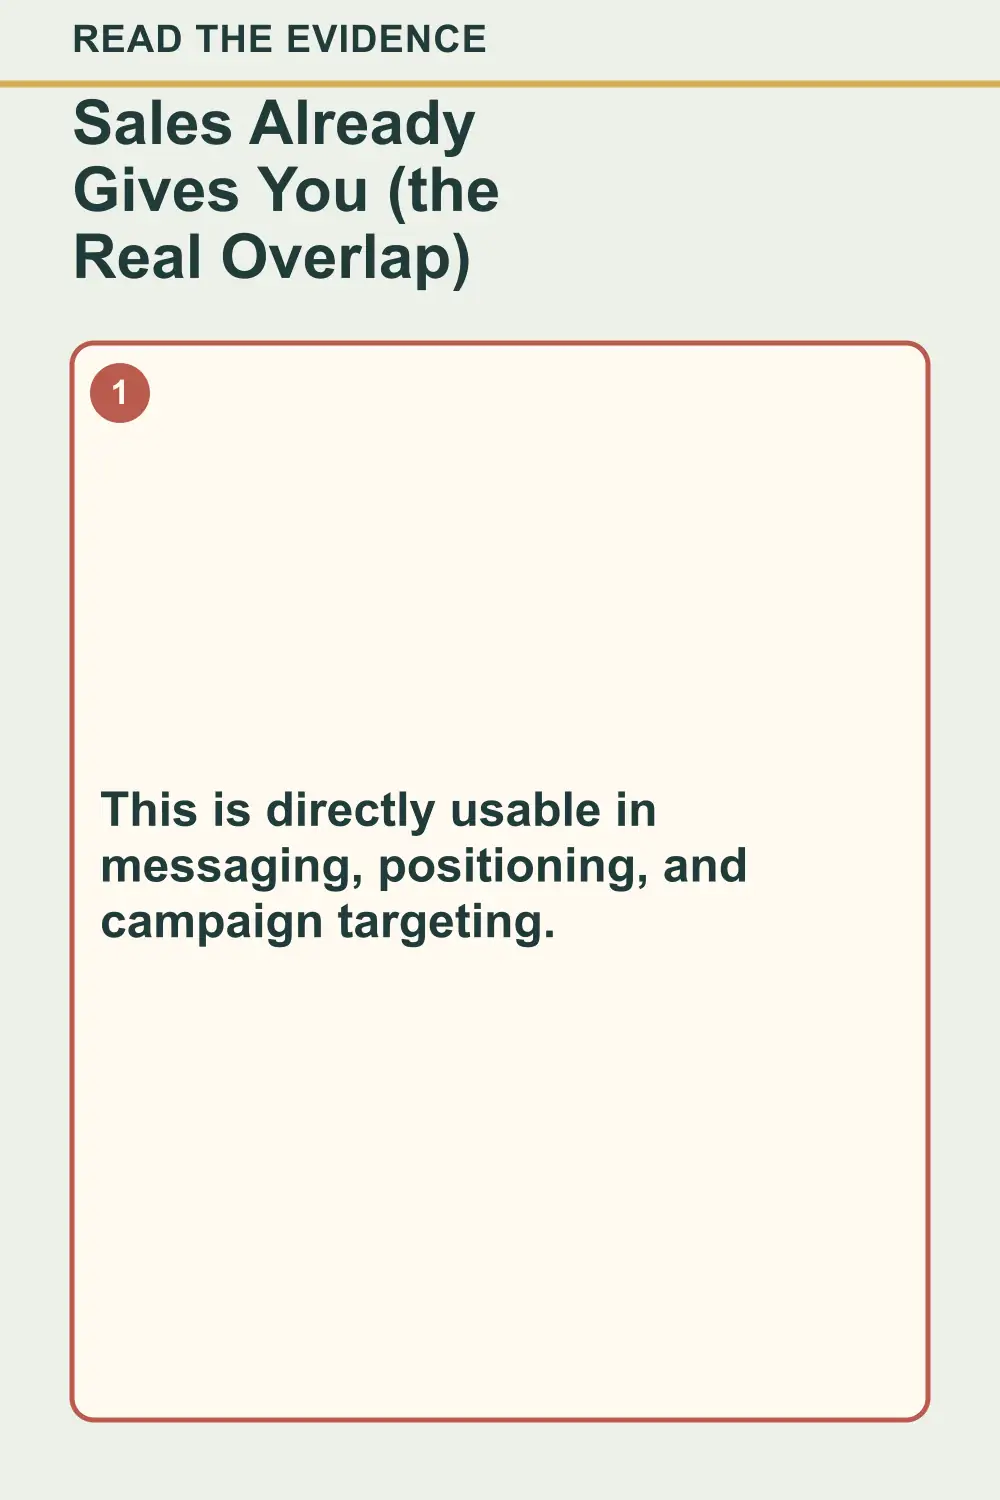 READ THE EVIDENCE
Sales Already
Gives You (the
Real Overlap)
1
This is directly usable in
messaging, positioning, and
campaign targeting.